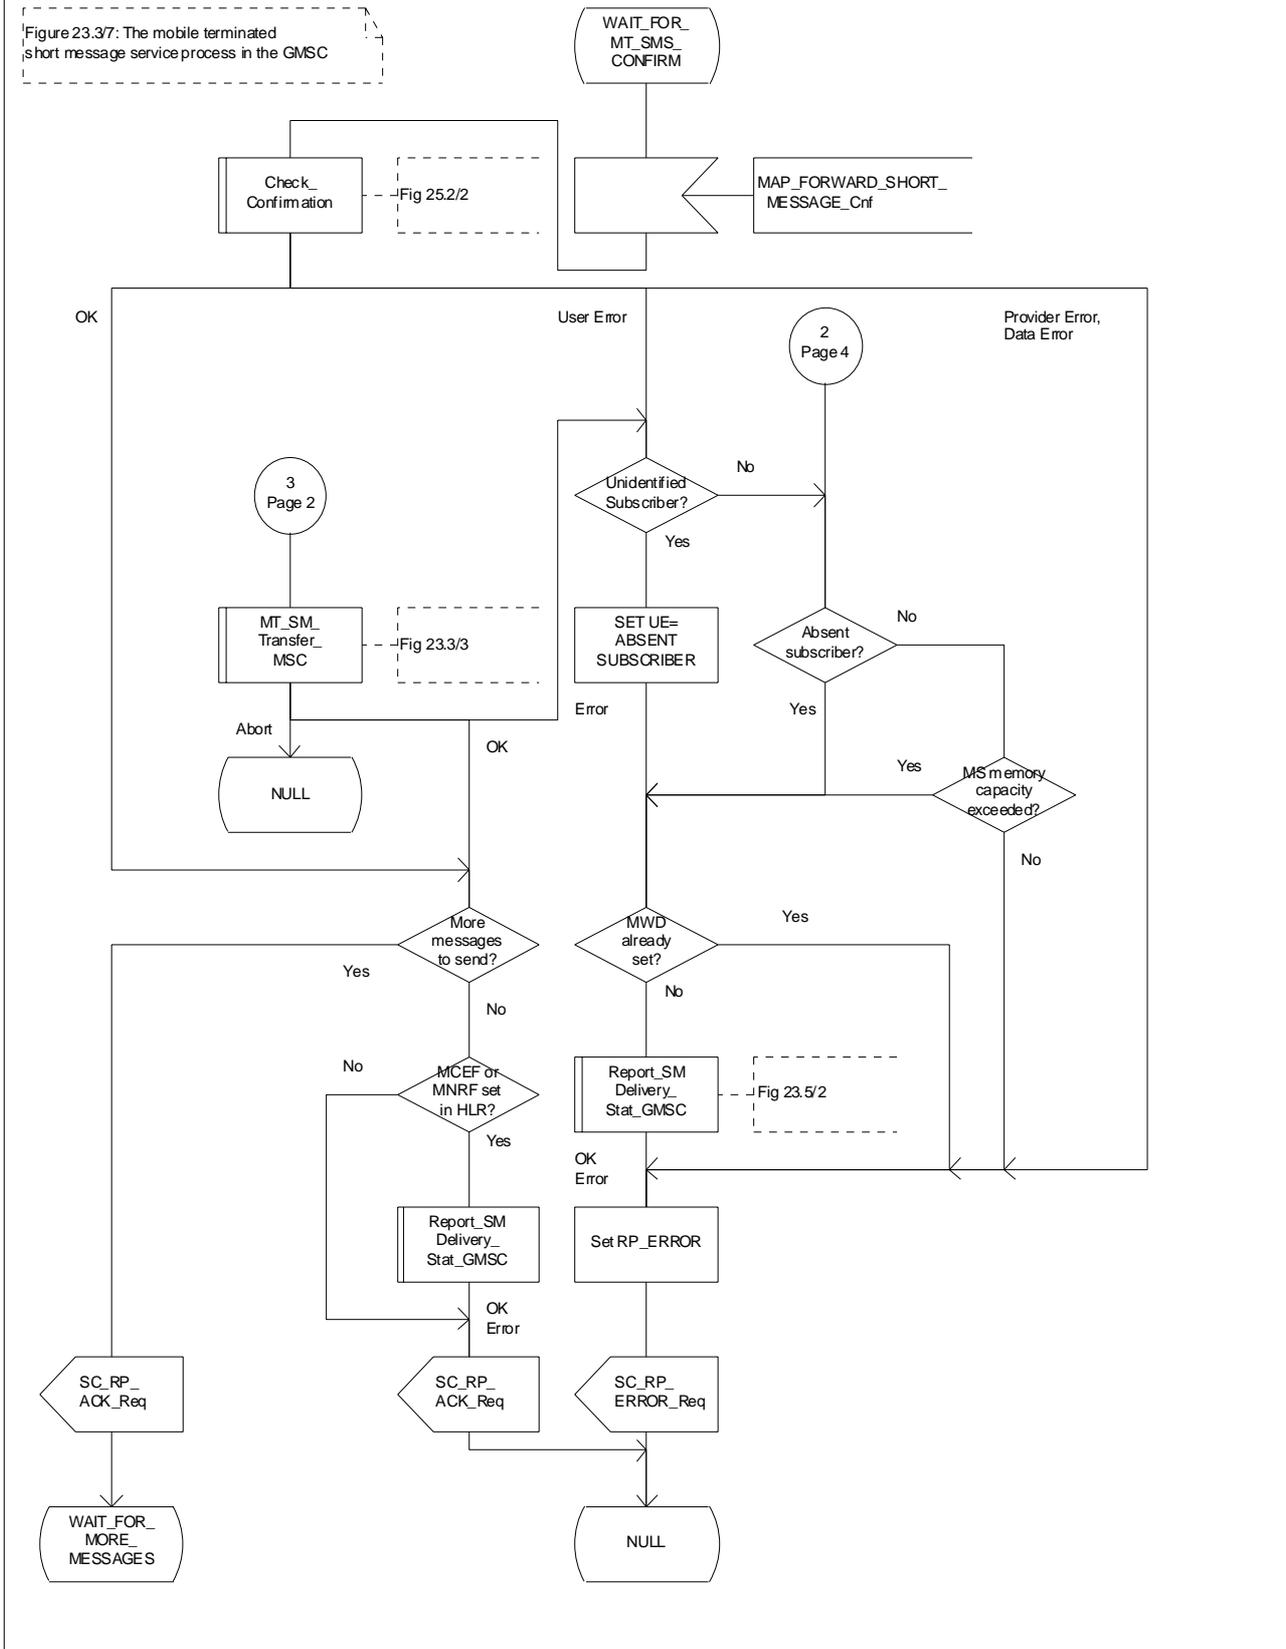 Figure 23.3/7: The mobile terminated
short message service process in the GMSC
WAIT_FOR_
MT_SMS_
CONFIRM
Check_
Confirmation
Fig 25.2/2
MAP_FORWARD_SHORT_
MESSAGE_Cnf
OK
User Error
Provider Error,
Data Error
2
Page 4
No
3
Page 2
Unidentified
Subscriber?
Yes
MT_SM_
Transfer_
MSC
Fig 23.3/3
SET UE=
ABSENT
SUBSCRIBER
Absent
subscriber?
No
Error
Yes
Abort
OK
NULL
Yes
MS memory
capacity
exceeded?
No
More
messages
to send?
MWD
already
set?
Yes
Yes
No
No
No
MCEF or
MNRF set
in HLR?
Report_SM
Delivery_
Stat_GMSC
Fig 23.5/2
Yes
OK
Error
Report_SM
Delivery_
Stat_GMSC
Set RP_ERROR
OK
Error
SC_RP_
ACK_Req
SC_RP_
ACK_Req
SC_RP_
ERROR_Req
WAIT_FOR_
MORE_
MESSAGES
NULL